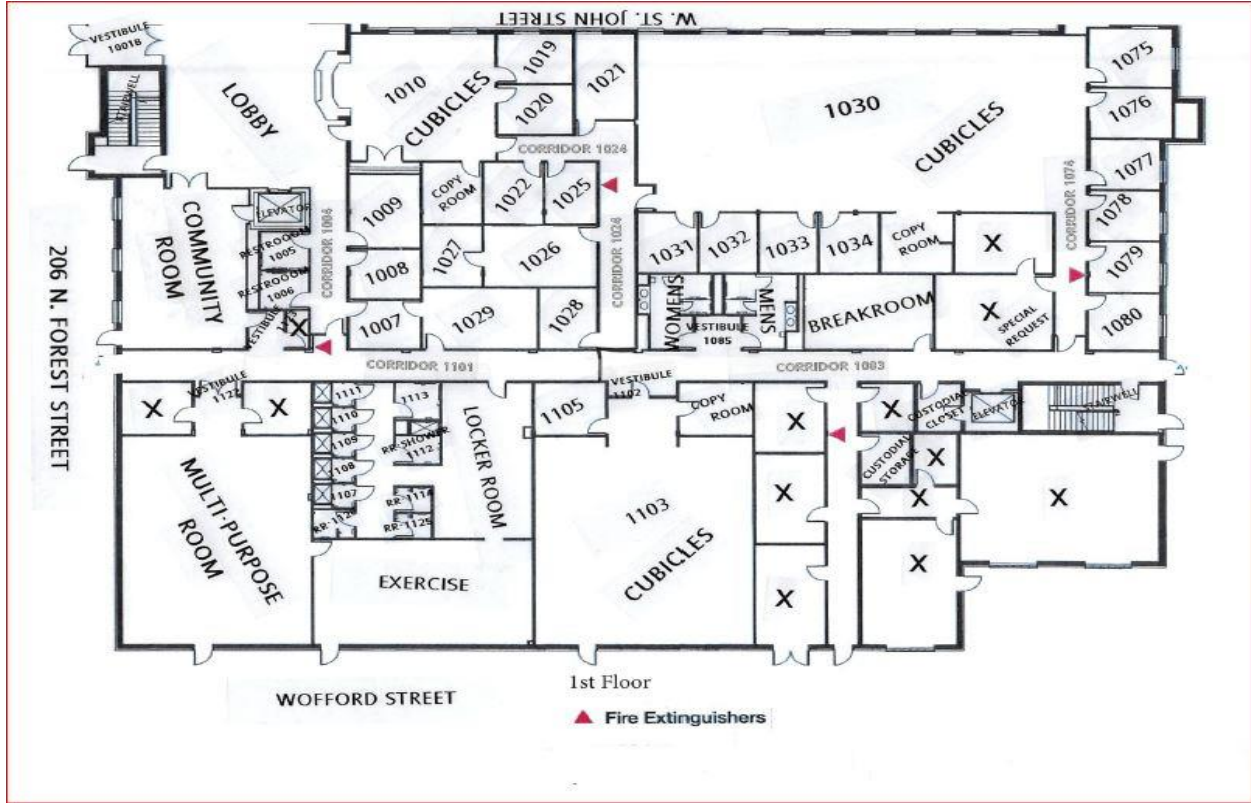 W. ST. JOHN STREET
VESTIBULE
1001B
STAIRWELL
LOBBY
1010
CUBICLES
1019
1020
1021
1030
CUBICLES
1075
1076
1077
1078
1079
1080
CORRIDOR 1024
CORRIDOR 1074
COPY
ROOM
1022
1025
1009
1008
1007
1027
1026
1029
1028
CORRIDOR 1024
1031
1032
1033
1034
COPY
ROOM
X
X
SPECIAL
REQUEST
COMMUNITY
ROOM
ELEVATOR
RESTROOM
1005
RESTROOM
1006
VESTIBULE
X
CORRIDOR 1004
WOMENS
MENS
VESTIBULE
1085
BREAKROOM
206 N. FOREST STREET
CORRIDOR 1101
CORRIDOR 1083
X
VESTIBULE
X
MULTI-PURPOSE
ROOM
1111
1110
1109
1108
1107
1113
RR-SHOWER
1112
RR-1114
RR-1125
RR-1126
LOCKER ROOM
EXERCISE
1105
VESTIBULE
1102
COPY
ROOM
1103
CUBICLES
X
X
X
X
CUSTODIAL
CLOSET
ELEVATOR
STAIRWELL
CUSTODIAL
STORAGE
X
X
X
X
WOFFORD STREET
1st Floor
Fire Extinguishers